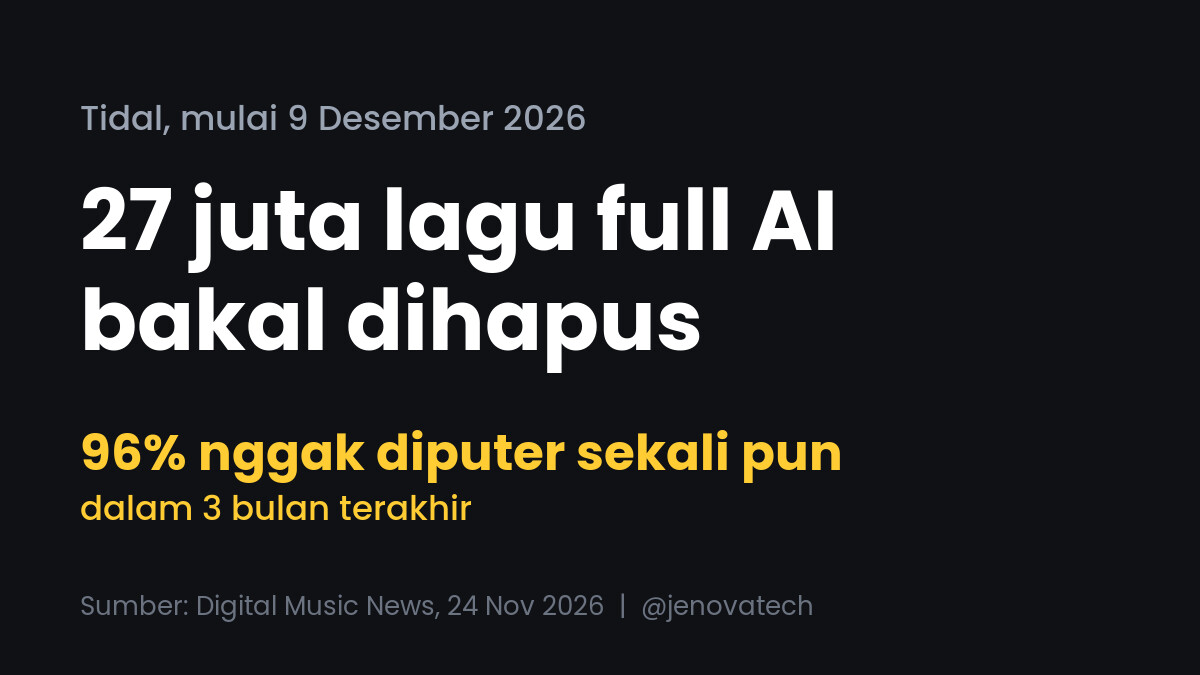 Tidal, mulai 9 Desember 2026
27 juta lagu full AI
bakal dihapus
96% nggak diputer sekali pun
dalam 3 bulan terakhir
Sumber: Digital Music News, 24 Nov 2026 | @jenovatech